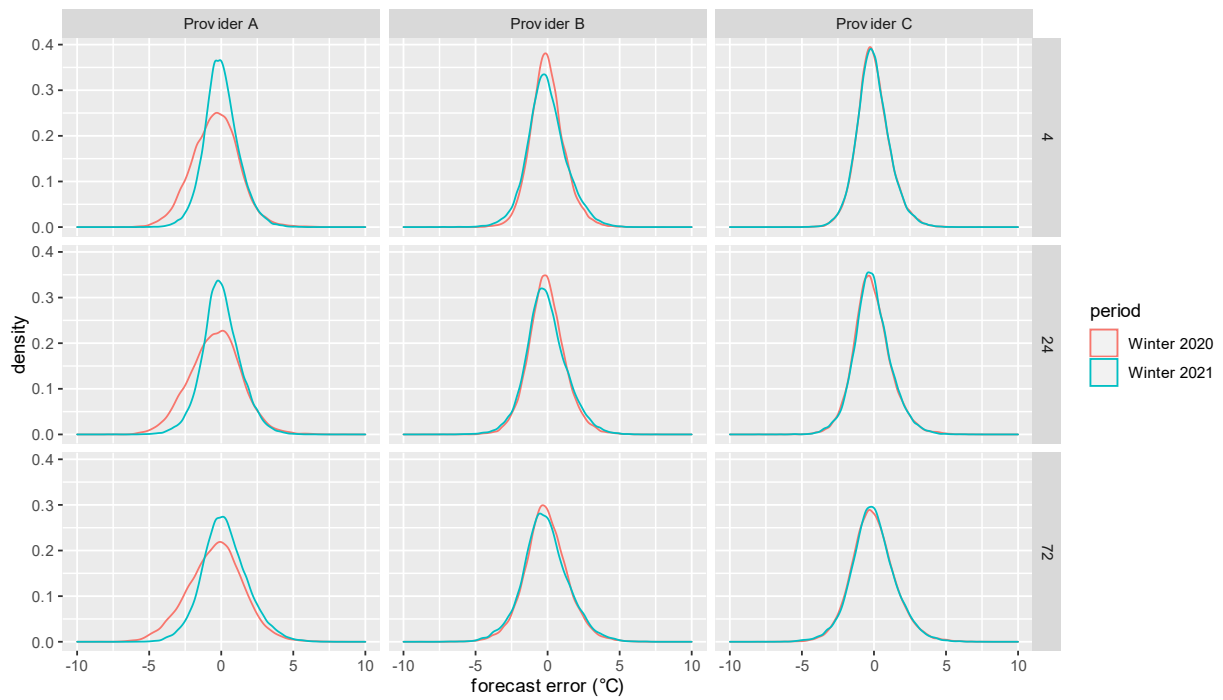 Provider A Provider B Provider C
0.4
0.3
0.2
0.1
0.0
4
0.4
0.3
0.2
0.1
0.0
24
density
0.4
0.3
0.2
0.1
0.0
72
-10 -5 0 5 10 -10 -5 0 5 10 -10 -5 0 5 10
forecast error (°C)
period
Winter 2020
Winter 2021